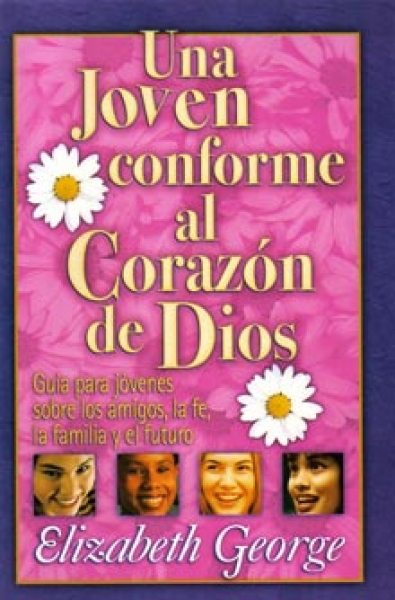 Una
Joven
conforme
al
Corazón
de Dios
Guía para jóvenes
sobre los amigos, la fe,
la familia y el futuro
Elizabeth George